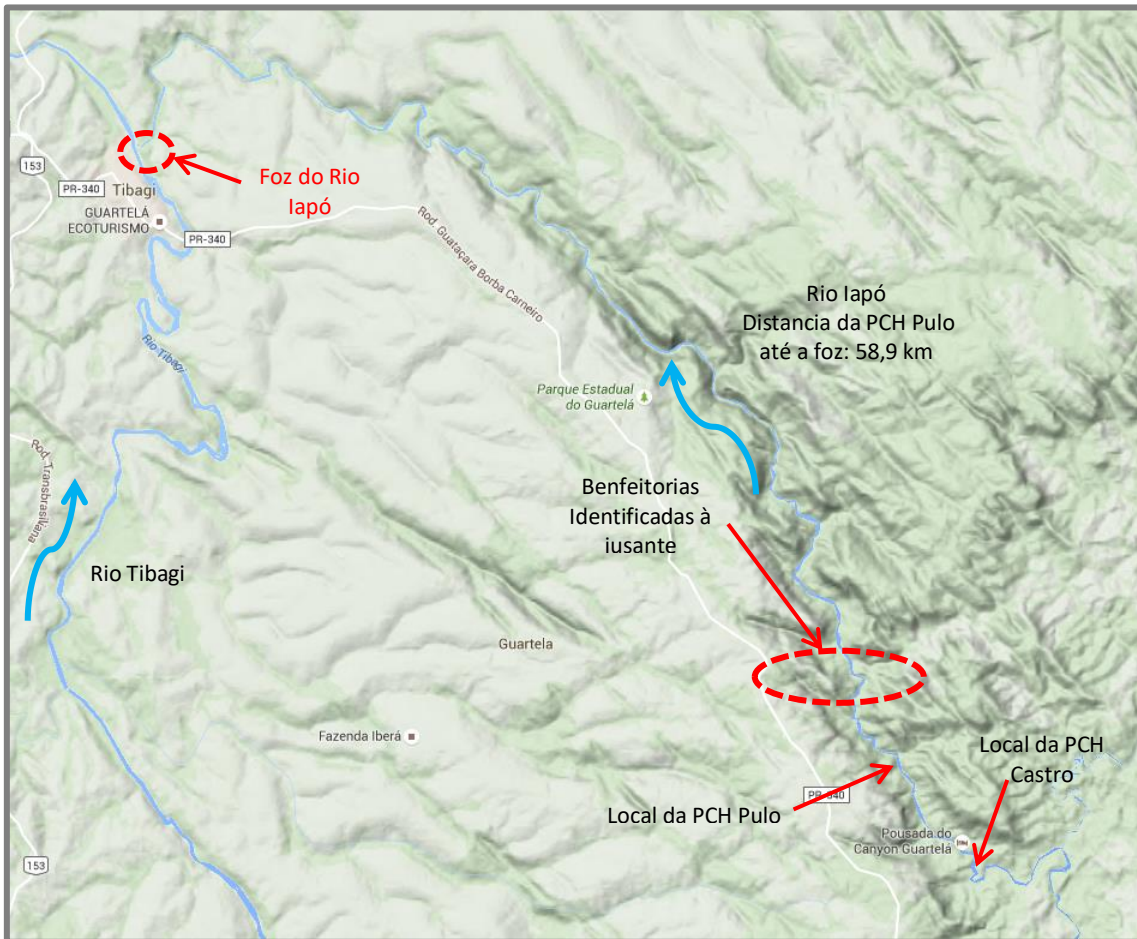 153
PR-340
Tibagi
GUARTELÁ
ECOTURISMO
PR-340
Foz do Rio
Iapó
Rod. Guataçara Borba Carneiro
Rio Iapó
Distancia da PCH Pulo
até a foz: 58,9 km
Rio Tibagi
Parque Estadual
do Guartelá
Rod. Transbrasiliana
Benfeitorias
Identificadas à
iusante
Rio Tibagi
Guartela
Fazenda Iberá
Local da PCH
Castro
PR-340
Local da PCH Pulo
Pousada do
Canyon Guartelá
153